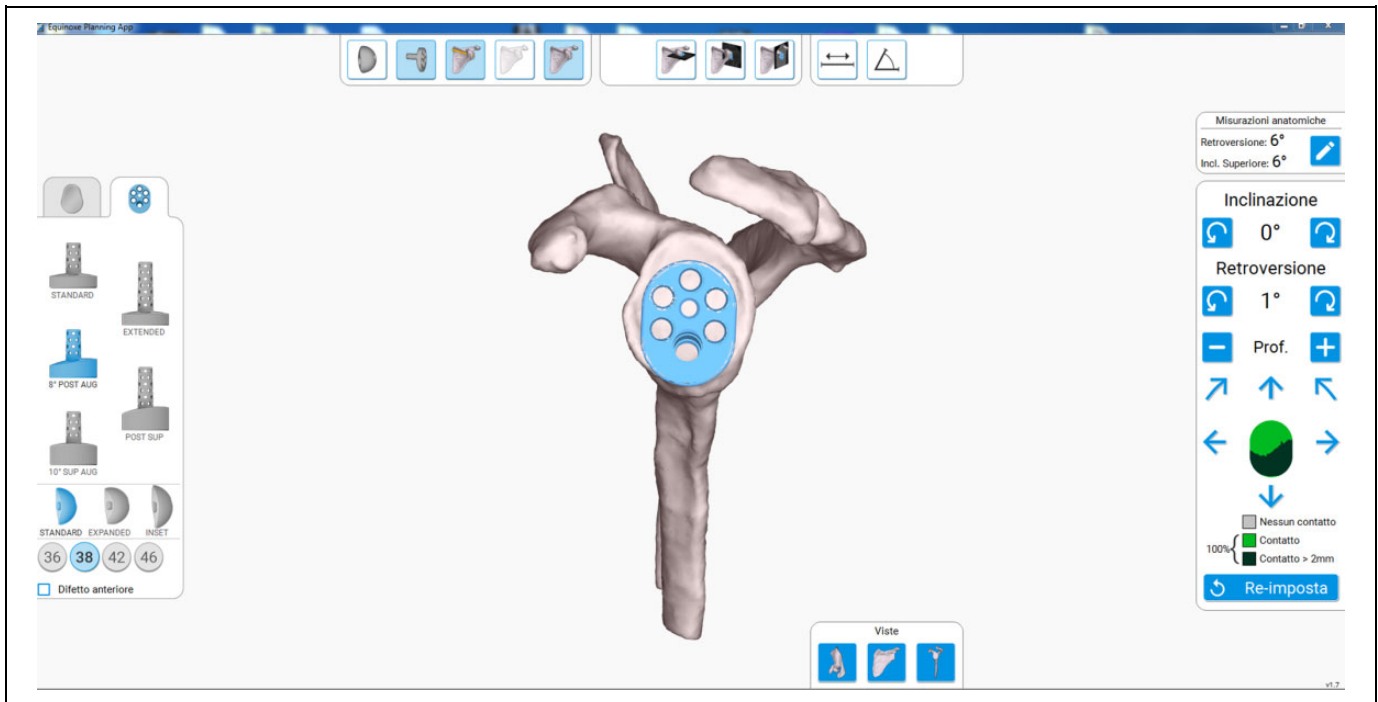 Equinoxe Planning App
Misurazioni anatomiche
Retroversione: 6°
Incl. Superiore: 6°
Inclinazione
0°
Retroversione
1°
Prof.
Nessun contatto
100%
Contatto
Contatto > 2mm
Re-imposta
STANDARD
EXTENDED
8° POST AUG
POST SUP
10° SUP AUG
STANDARD EXPANDED INSET
36 38 42 46
Difetto anteriore
Viste
v1.7